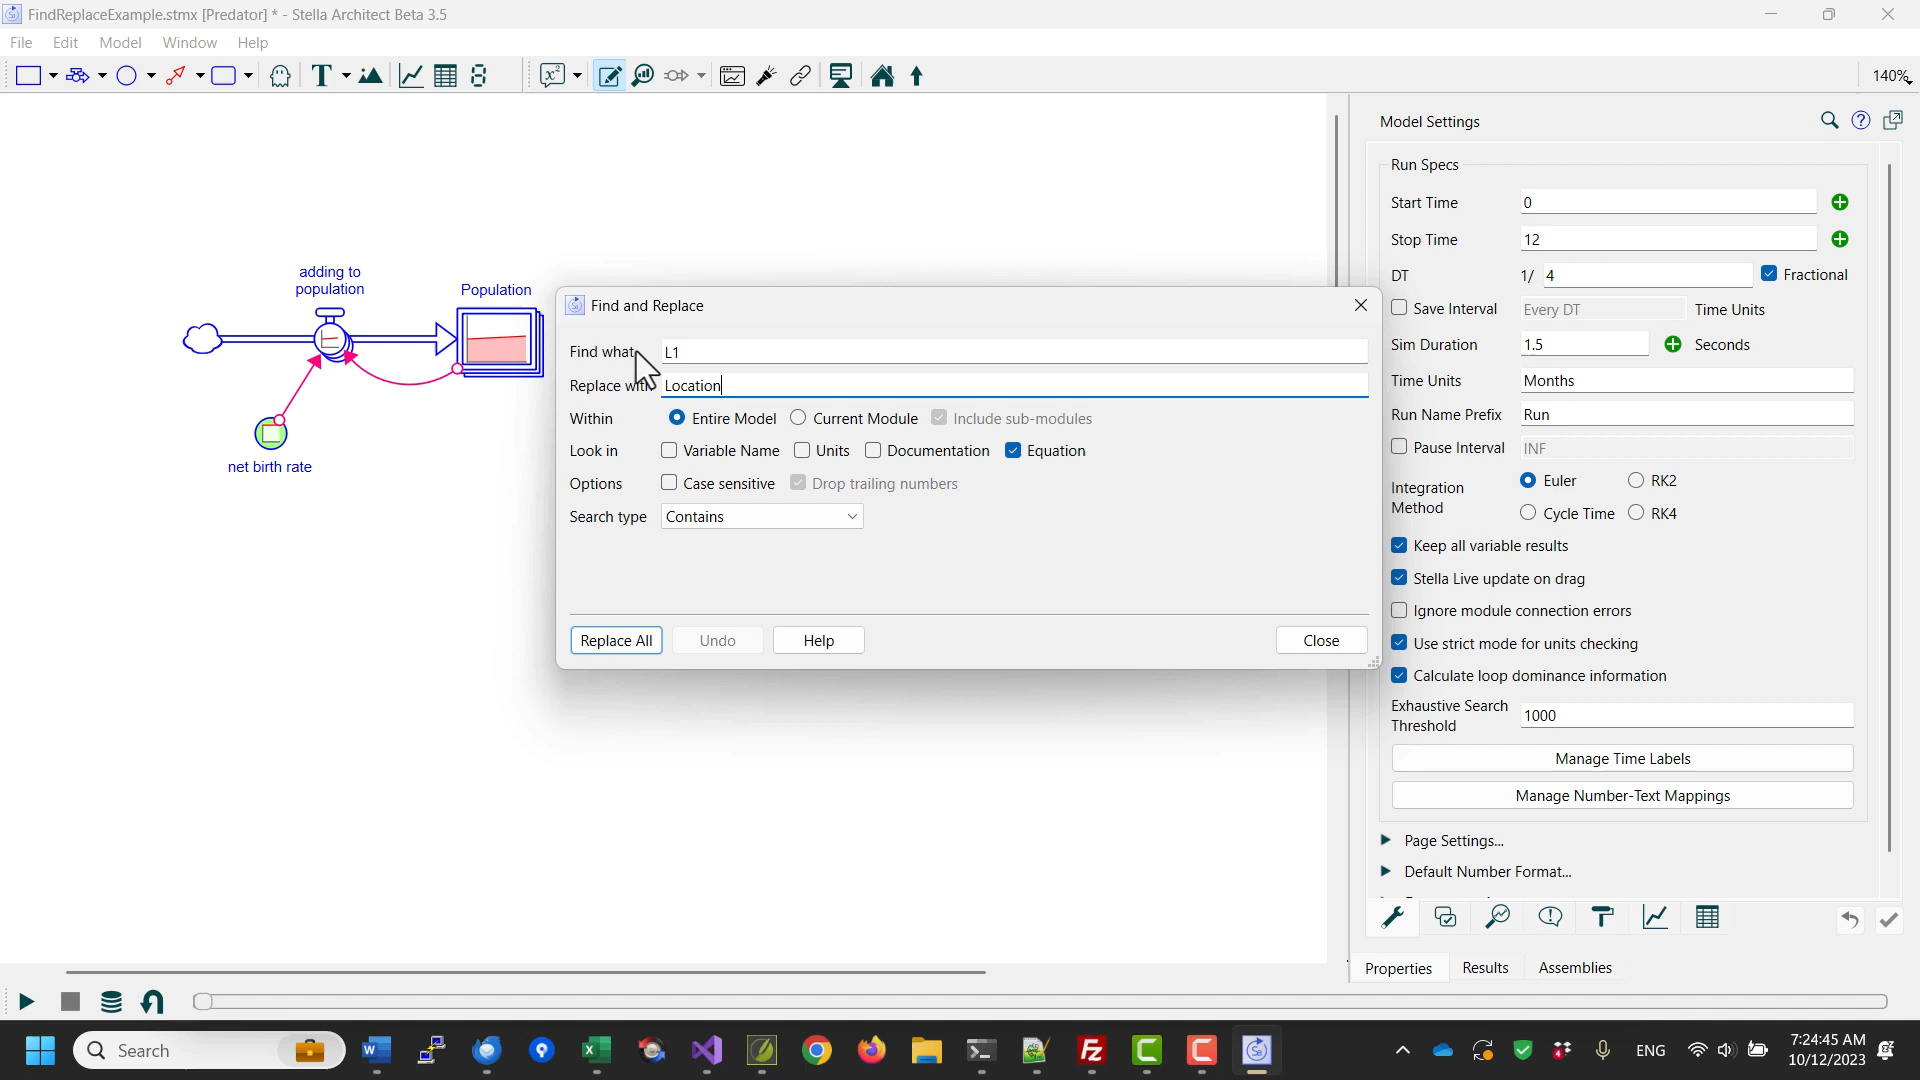 FindReplaceExample.stmx [Predator] * - Stella Architect Beta 3.5
File Edit Model Window Help
140%
adding to
population
Population
net birth rate
Find and Replace
Find what L1
Replace with Location
Within Entire Model Current Module Include sub-modules
Look in Variable Name Units Documentation Equation
Options Case sensitive Drop trailing numbers
Search type Contains
Replace All Undo Help Close
Model Settings
Run Specs
Start Time 0
Stop Time 12
DT 1/ 4 Fractional
Save Interval Every DT Time Units
Sim Duration 1.5 Seconds
Time Units Months
Run Name Prefix Run
Pause Interval INF
Integration
Method
Euler RK2
Cycle Time RK4
Keep all variable results
Stella Live update on drag
Ignore module connection errors
Use strict mode for units checking
Calculate loop dominance information
Exhaustive Search
Threshold
1000
Manage Time Labels
Manage Number-Text Mappings
Page Settings...
Default Number Format...
Properties Results Assemblies
Search
ENG
7:24:45 AM
10/12/2023